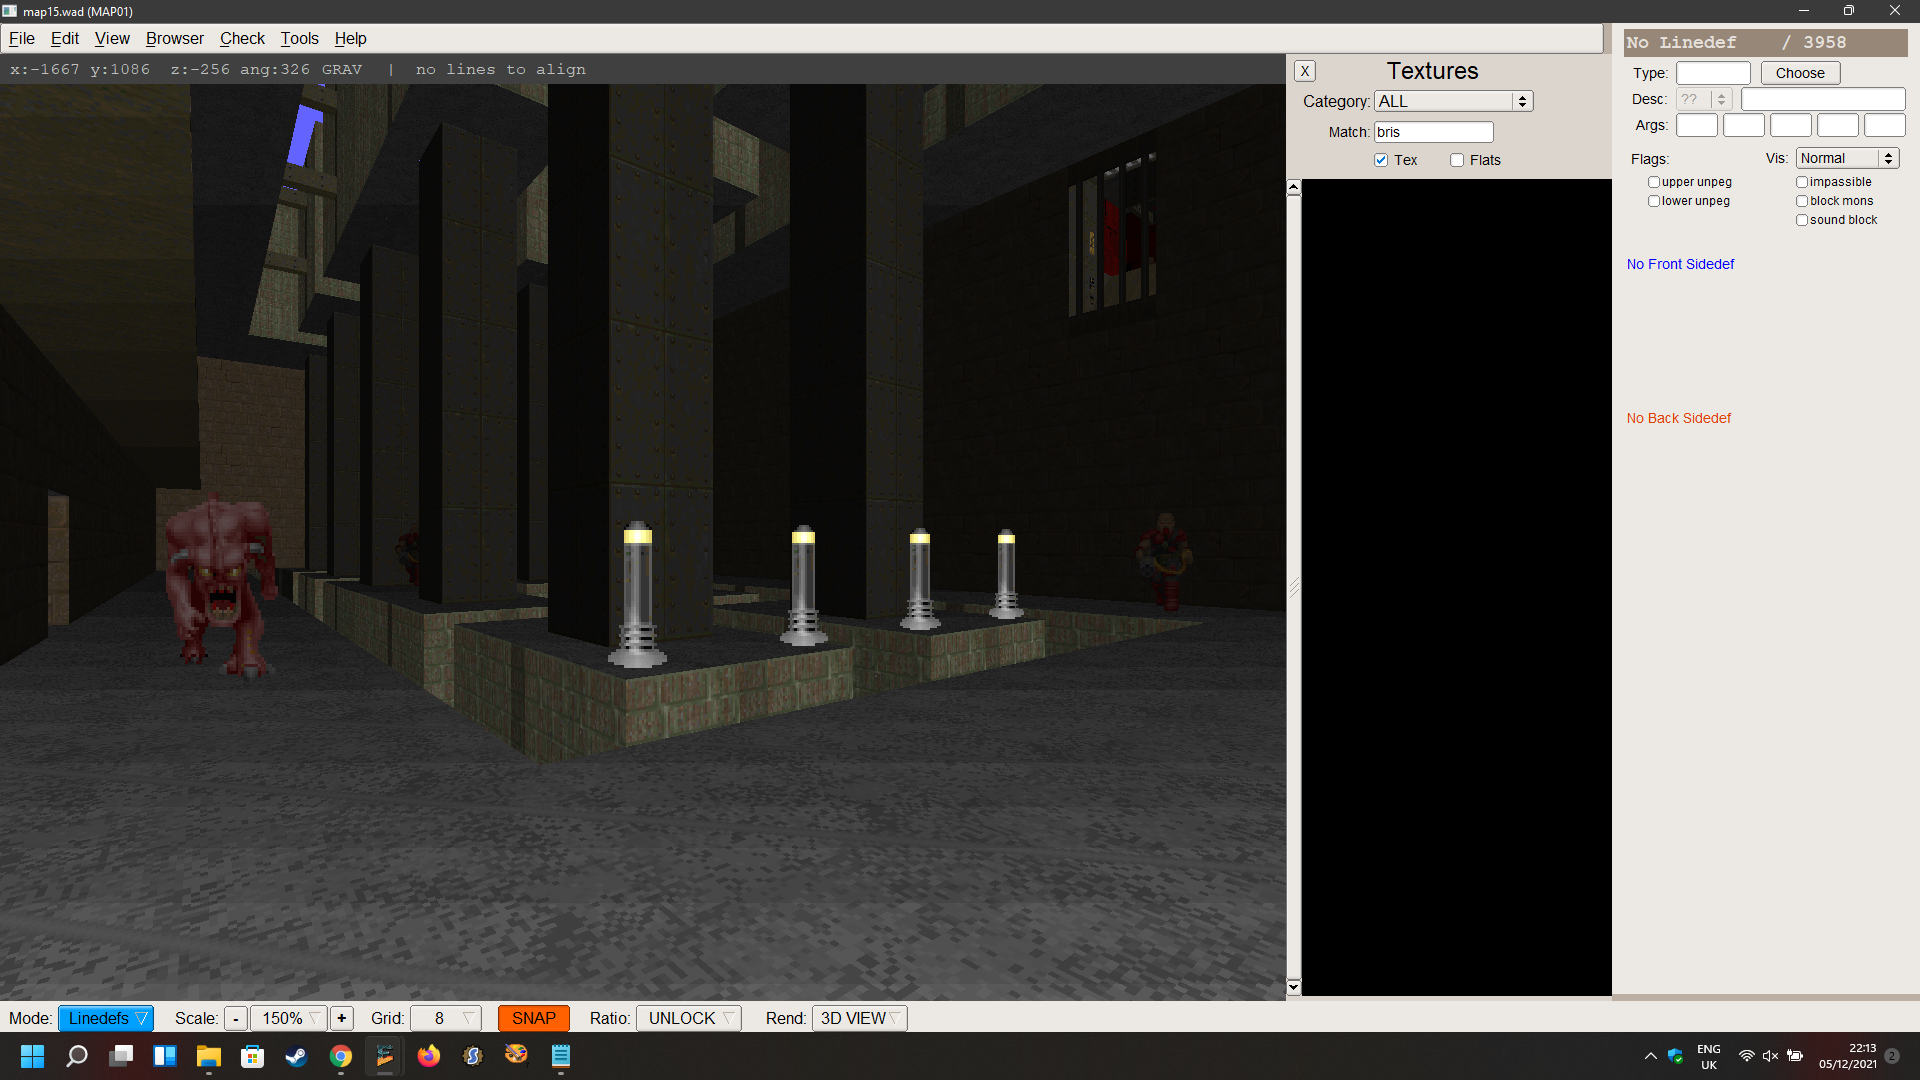 map15.wad (MAP01)
File Edit View Browser Check Tools Help
x:-1667 y:1086 z:-256 ang:326 GRAV | no lines to align
X Textures
Category: ALL
Match: bris
Tex Flats
No Linedef / 3958
Type: Choose
Desc: ??
Args:
Flags: Vis: Normal
upper unpeg impassible
lower unpeg block mons
sound block
No Front Sidedef
No Back Sidedef
Mode: Linedefs Scale: - 150% + Grid: 8 SNAP Ratio: UNLOCK Rend: 3D VIEW
ENG
UK
22:13
05/12/2021
2